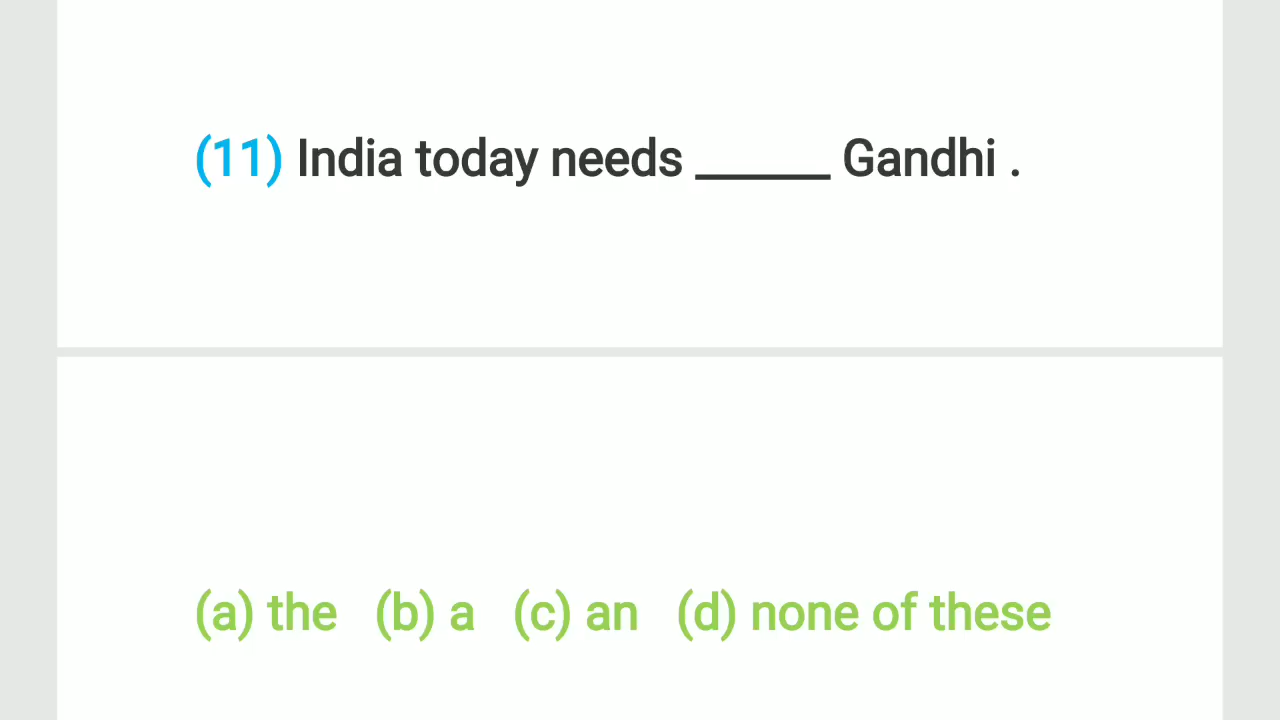 (11) India today needs ______ Gandhi .
(a) the (b) a (c) an (d) none of these